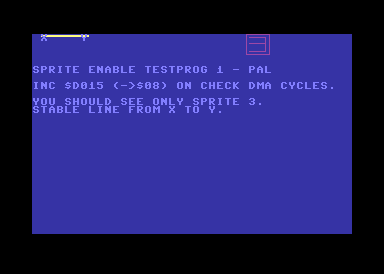 X Y
SPRITE ENABLE TESTPROG 1 - PAL
INC $D015 (->$08) ON CHECK DMA CYCLES.
YOU SHOULD SEE ONLY SPRITE 3.
STABLE LINE FROM X TO Y.